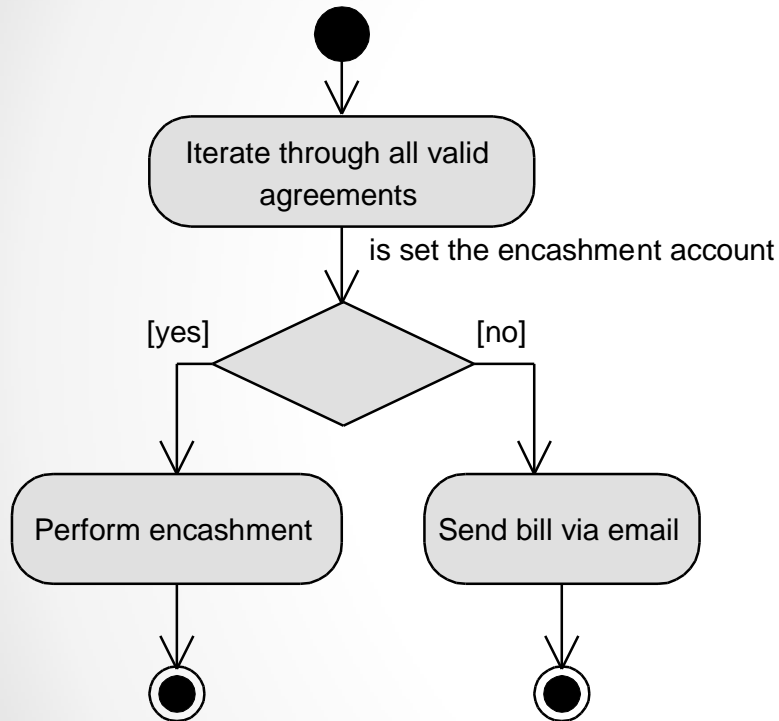 Iterate through all valid
agreements
is set the encashment account
[yes]
[no]
Perform encashment
Send bill via email